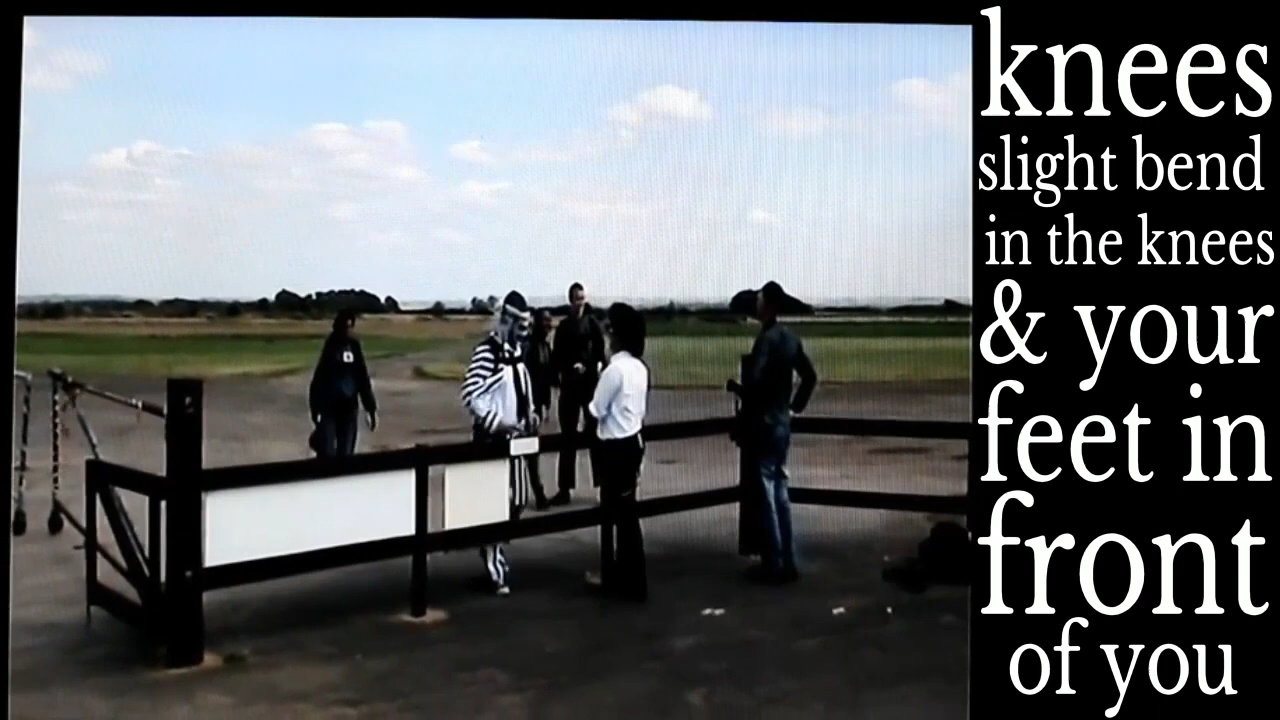 knees
slight bend
in the knees
& your
feet in
front
of you